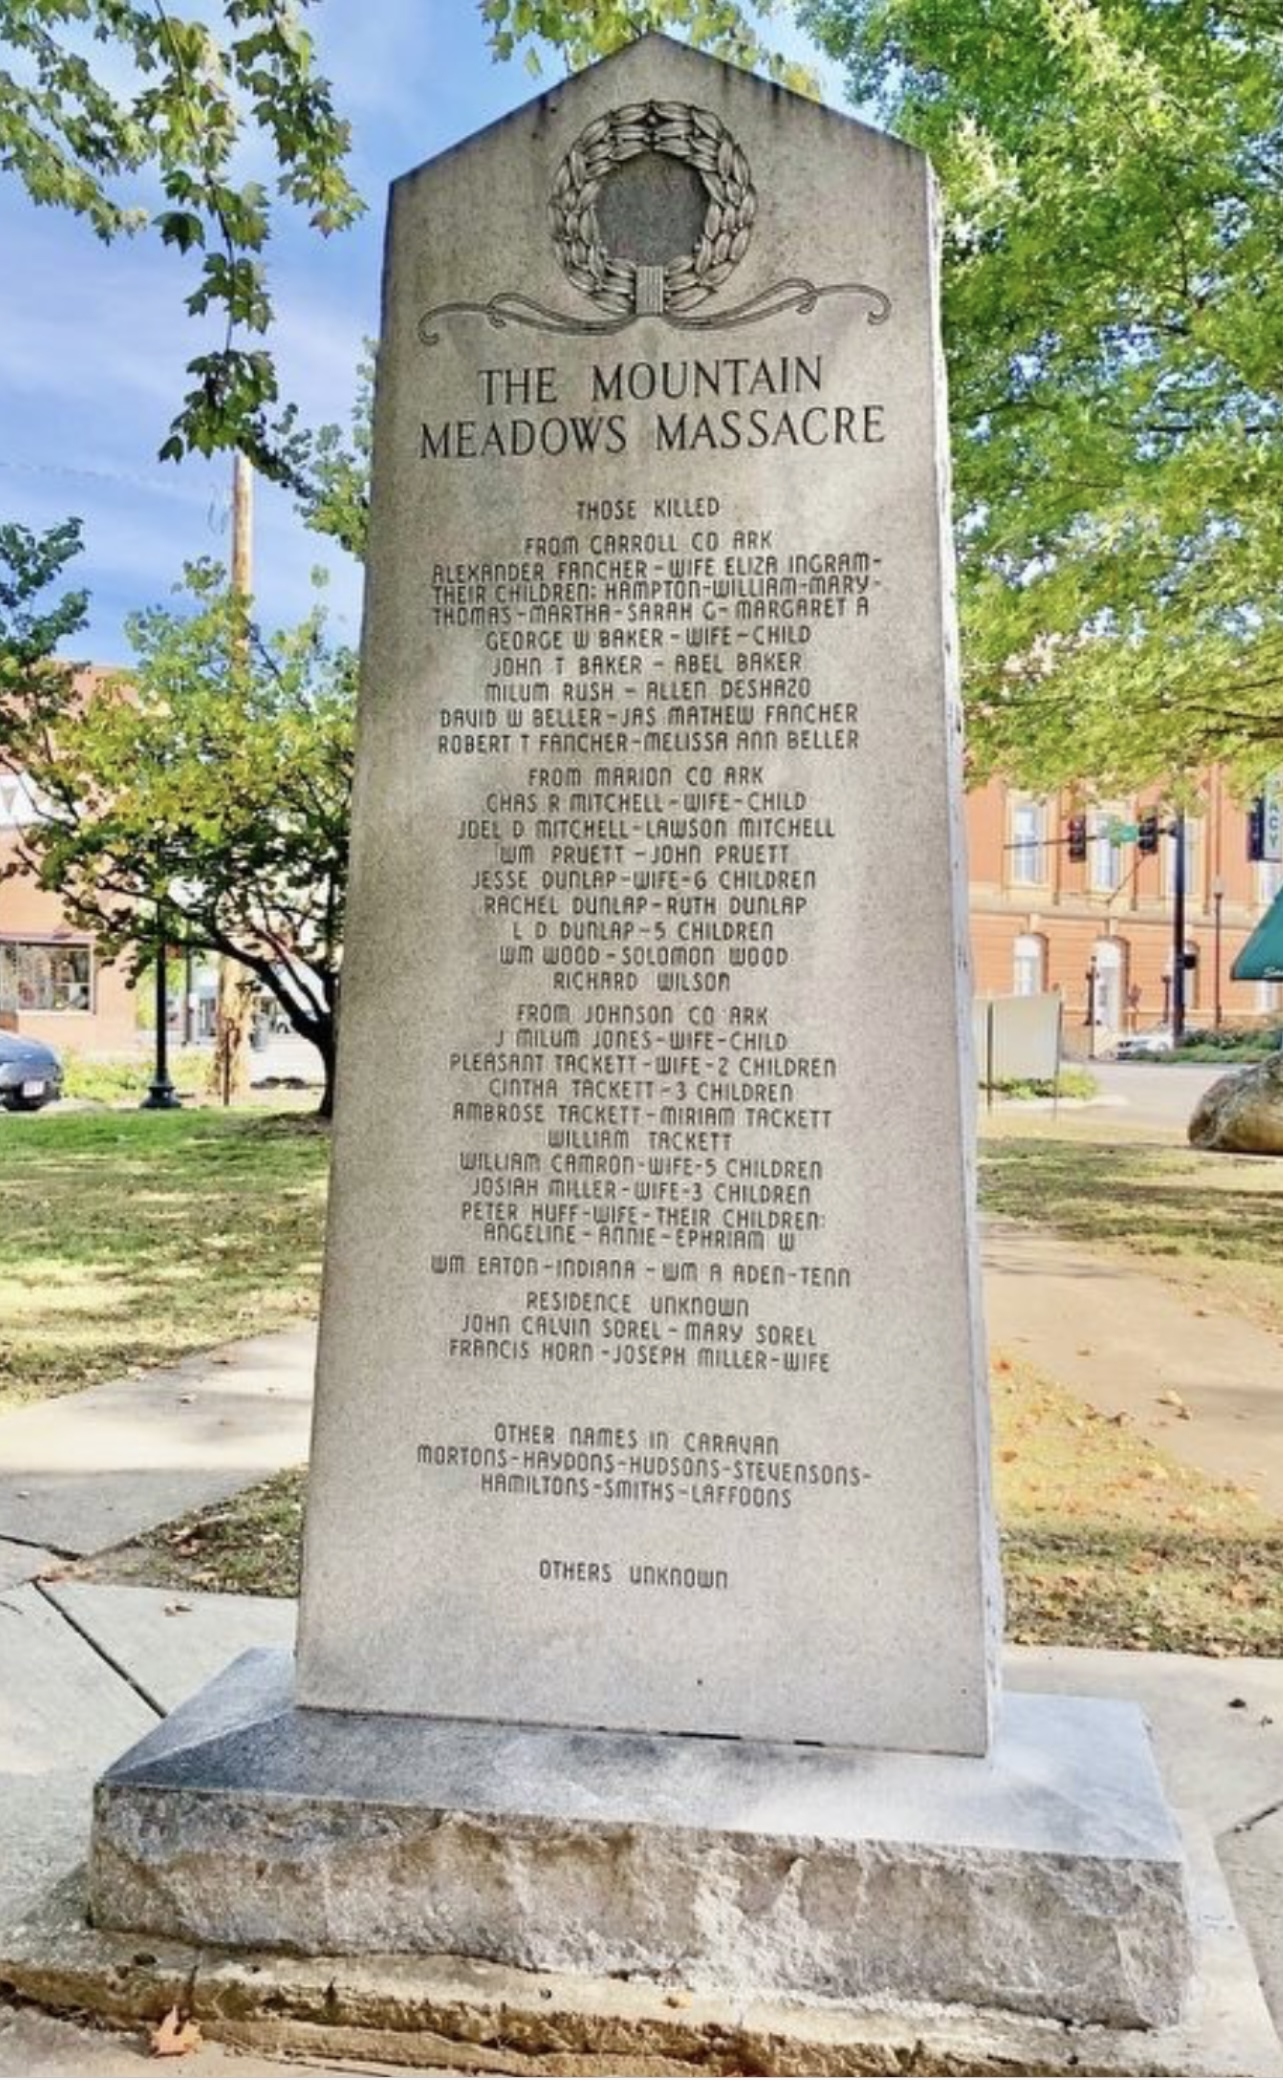 THE MOUNTAIN
MEADOWS MASSACRE
THOSE KILLED
FROM CARROLL CO ARK
ALEXANDER FANCHER-WIFE ELIZA INGRAM-
THEIR CHILDREN: HAMPTON-WILLIAM-MARY-
THOMAS-MARTHA-SARAH G-MARGARET A
GEORGE W BAKER-WIFE-CHILD
JOHN T BAKER - ABEL BAKER
MILUM RUSH - ALLEN DESHAZO
DAVID W BELLER-JAS MATHEW FANCHER
ROBERT T FANCHER-MELISSA ANN BELLER
FROM MARION CO ARK
CHAS R MITCHELL-WIFE-CHILD
JOEL D MITCHELL-LAWSON MITCHELL
WM PRUETT - JOHN PRUETT
JESSE DUNLAP-WIFE-6 CHILDREN
RACHEL DUNLAP-RUTH DUNLAP
L D DUNLAP-5 CHILDREN
WM WOOD-SOLOMON WOOD
RICHARD WILSON
FROM JOHNSON CO ARK
J MILUM JONES-WIFE-CHILD
PLEASANT TACKETT-WIFE-2 CHILDREN
CINTHA TACKETT-3 CHILDREN
AMBROSE TACKETT-MIRIAM TACKETT
WILLIAM TACKETT
WILLIAM CAMRON-WIFE-5 CHILDREN
JOSIAH MILLER-WIFE-3 CHILDREN
PETER HUFF-WIFE-THEIR CHILDREN:
ANGELINE-ANNIE-EPHRIAM W
WM EATON-INDIANA-WM A ADEN-TENN
RESIDENCE UNKNOWN
JOHN CALVIN SOREL-MARY SOREL
FRANCIS HORN-JOSEPH MILLER-WIFE
OTHER NAMES IN CARAVAN
MORTONS-HAYDONS-HUDSONS-STEVENSONS-
HAMILTONS-SMITHS-LAFFOONS
OTHERS UNKNOWN